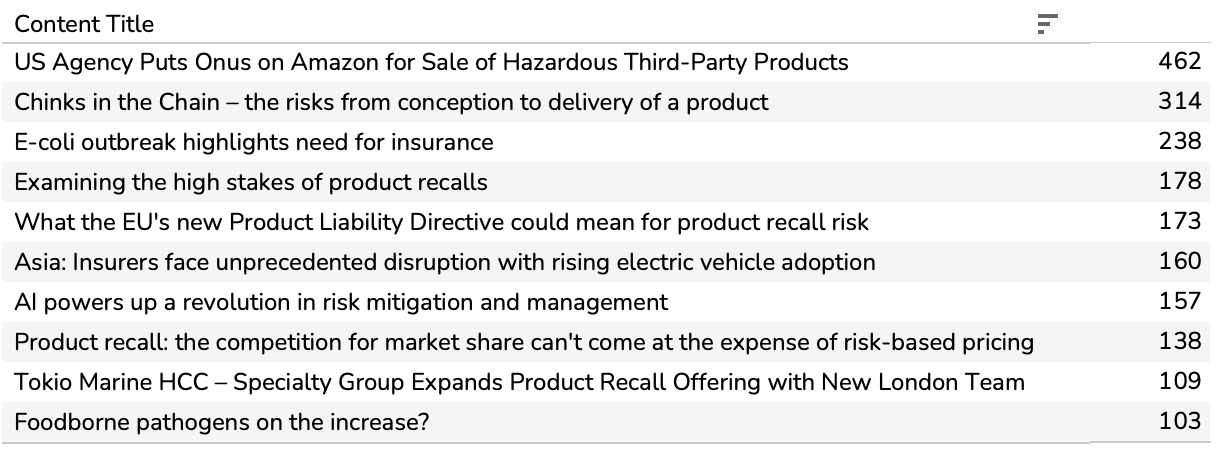 Content Title
US Agency Puts Onus on Amazon for Sale of Hazardous Third-Party Products 462
Chinks in the Chain – the risks from conception to delivery of a product 314
E-coli outbreak highlights need for insurance 238
Examining the high stakes of product recalls 178
What the EU's new Product Liability Directive could mean for product recall risk 173
Asia: Insurers face unprecedented disruption with rising electric vehicle adoption 160
AI powers up a revolution in risk mitigation and management 157
Product recall: the competition for market share can't come at the expense of risk-based pricing 138
Tokio Marine HCC – Specialty Group Expands Product Recall Offering with New London Team 109
Foodborne pathogens on the increase? 103